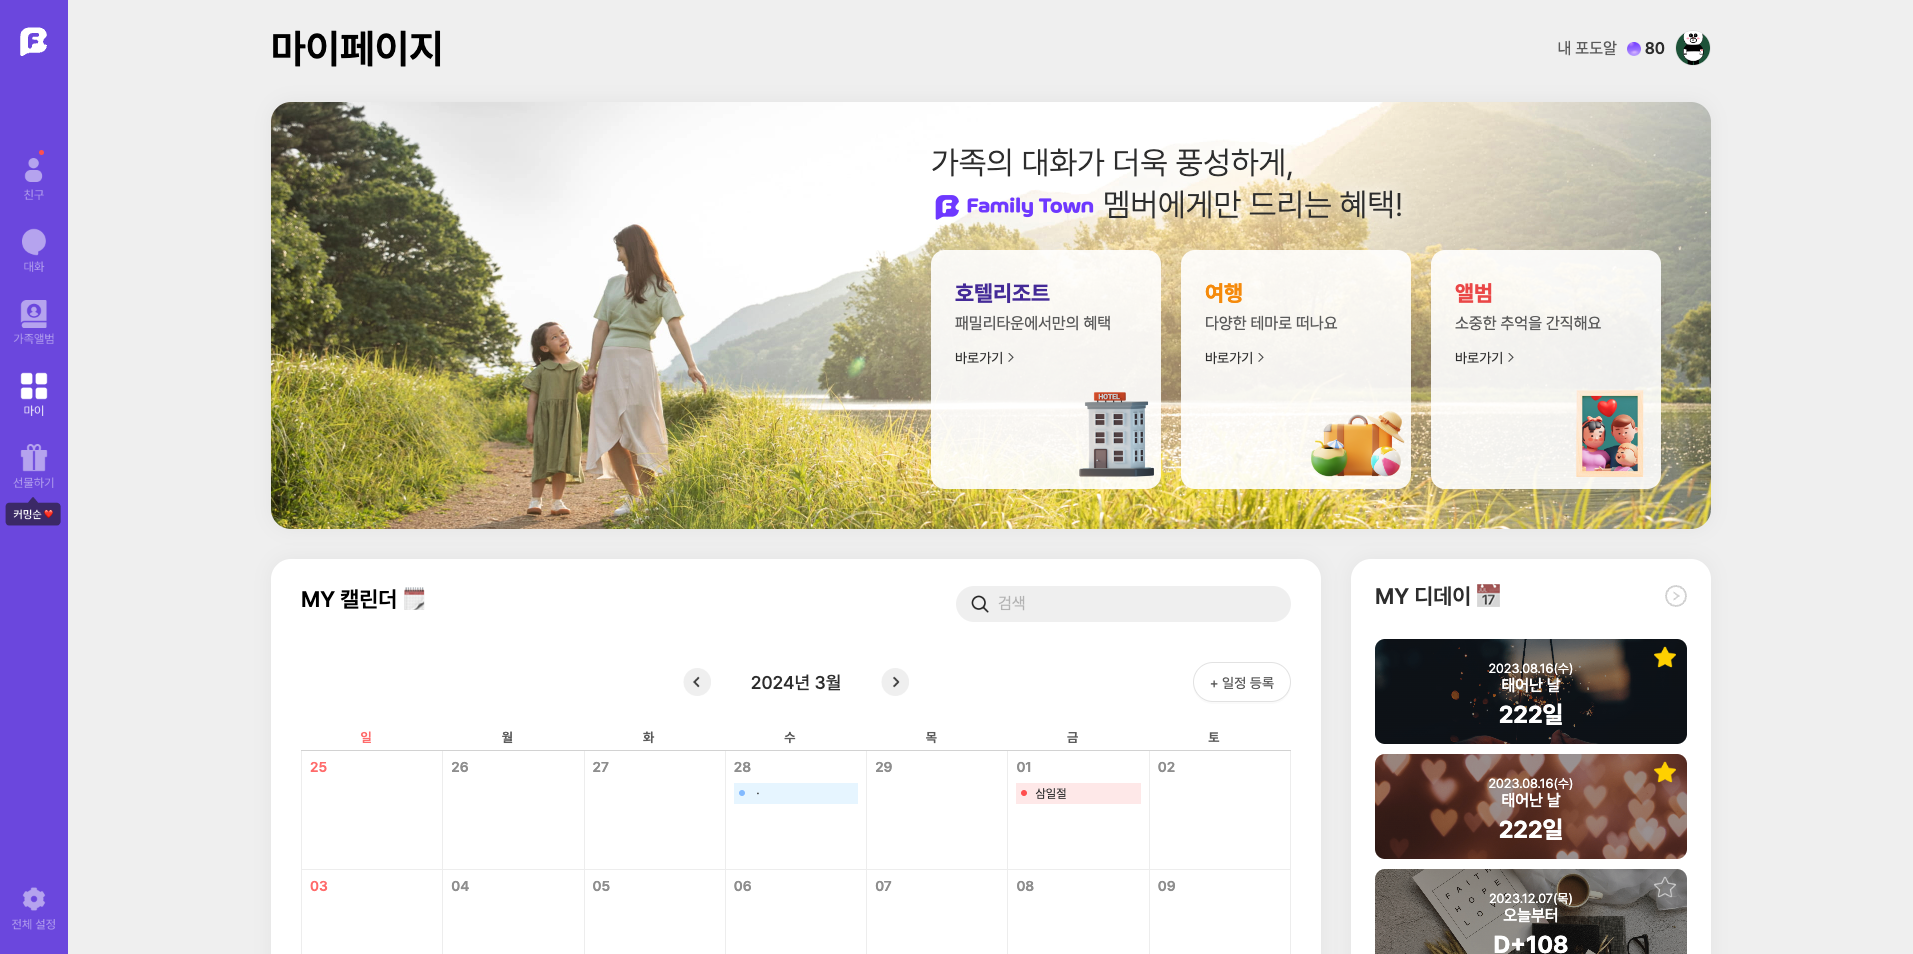 마이페이지
내 포도알 80
친구
대화
가족앨범
마이
선물하기
커밍순
전체 설정
가족의 대화가 더욱 풍성하게,
Family Town 멤버에게만 드리는 혜택!
호텔리조트
패밀리타운에서만의 혜택
바로가기 >
HOTEL
여행
다양한 테마로 떠나요
바로가기 >
앨범
소중한 추억을 간직해요
바로가기 >
MY 캘린더
검색
2024년 3월
+ 일정 등록
일 월 화 수 목 금 토
25 26 27 28 29 01 02
· 삼일절
03 04 05 06 07 08 09
MY 디데이
17
2023.08.16(수)
태어난 날
222일
2023.08.16(수)
태어난 날
222일
FAITH
HOPE
LOV
2023.12.07(목)
오늘부터
D+108